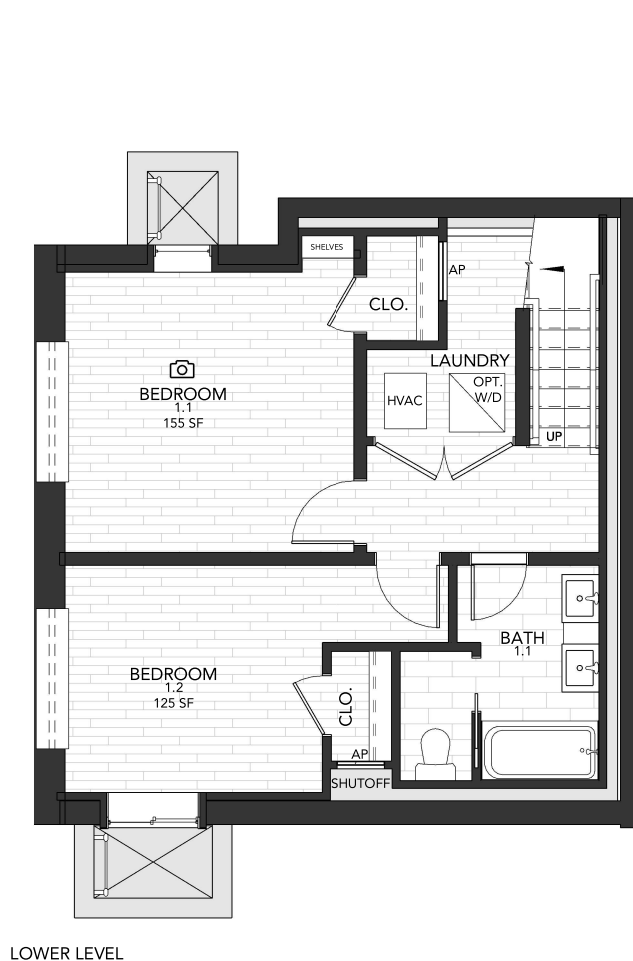 SHELVES
AP
CLO.
LAUNDRY
OPT.
W/D
HVAC
BEDROOM
1.1
155 SF
UP
BATH
1.1
BEDROOM
1.2
125 SF
CLO.
AP
SHUTOFF
LOWER LEVEL